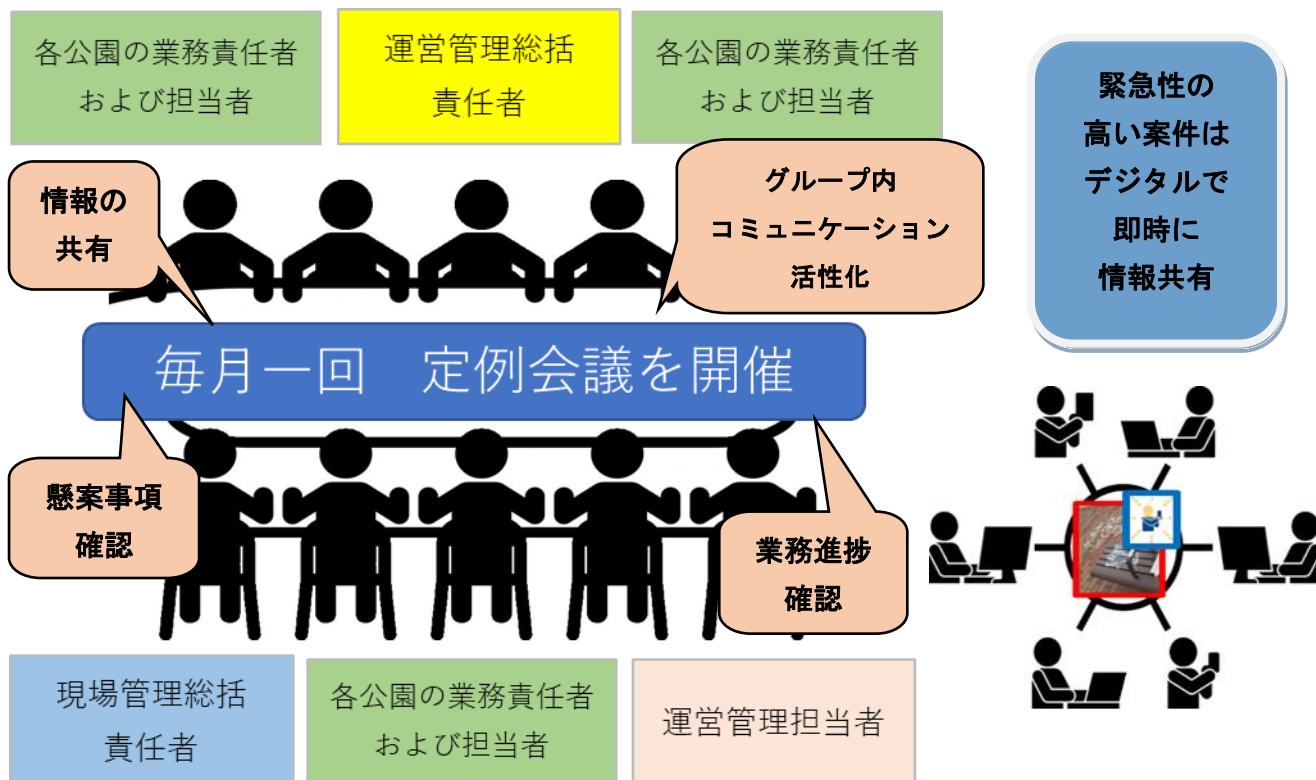 各公園の業務責任者
および担当者
運営管理総括
責任者
各公園の業務責任者
および担当者
緊急性の
高い案件は
デジタルで
即時に
情報共有
情報の
共有
グループ内
コミュニケーション
活性化
毎月一回　定例会議を開催
懸案事項
確認
業務進捗
確認
現場管理総括
責任者
各公園の業務責任者
および担当者
運営管理担当者